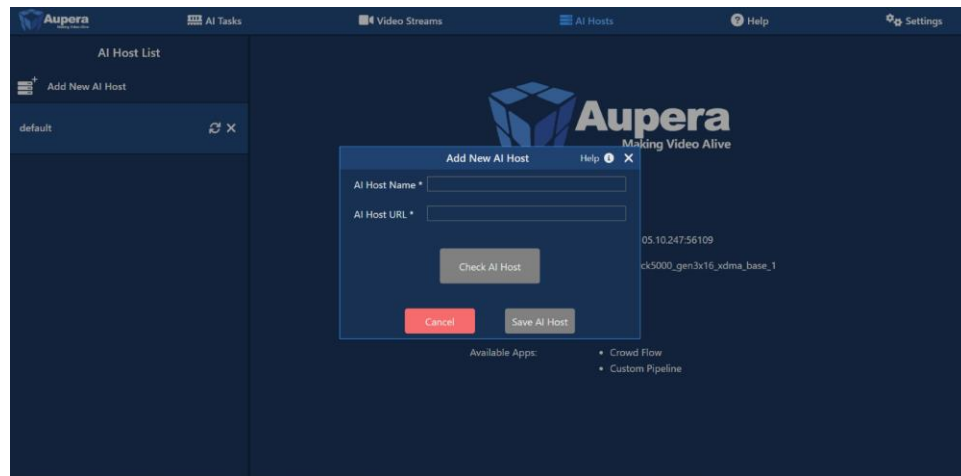 Aupera
AI Tasks
Video Streams
AI Hosts
Help
Settings
AI Host List
Add New AI Host
default
Aupera
Making Video Alive
Add New AI Host
Help
AI Host Name *
AI Host URL *
05.10.247:56109
Check AI Host
ck5000_gen3x16_xdma_base_1
Cancel
Save AI Host
Available Apps:
• Crowd Flow
• Custom Pipeline